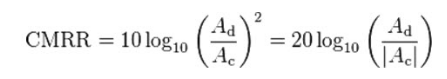 CMRR = 10 log₁₀ (A_d / A_c)² = 20 log₁₀ (A_d / |A_c|)